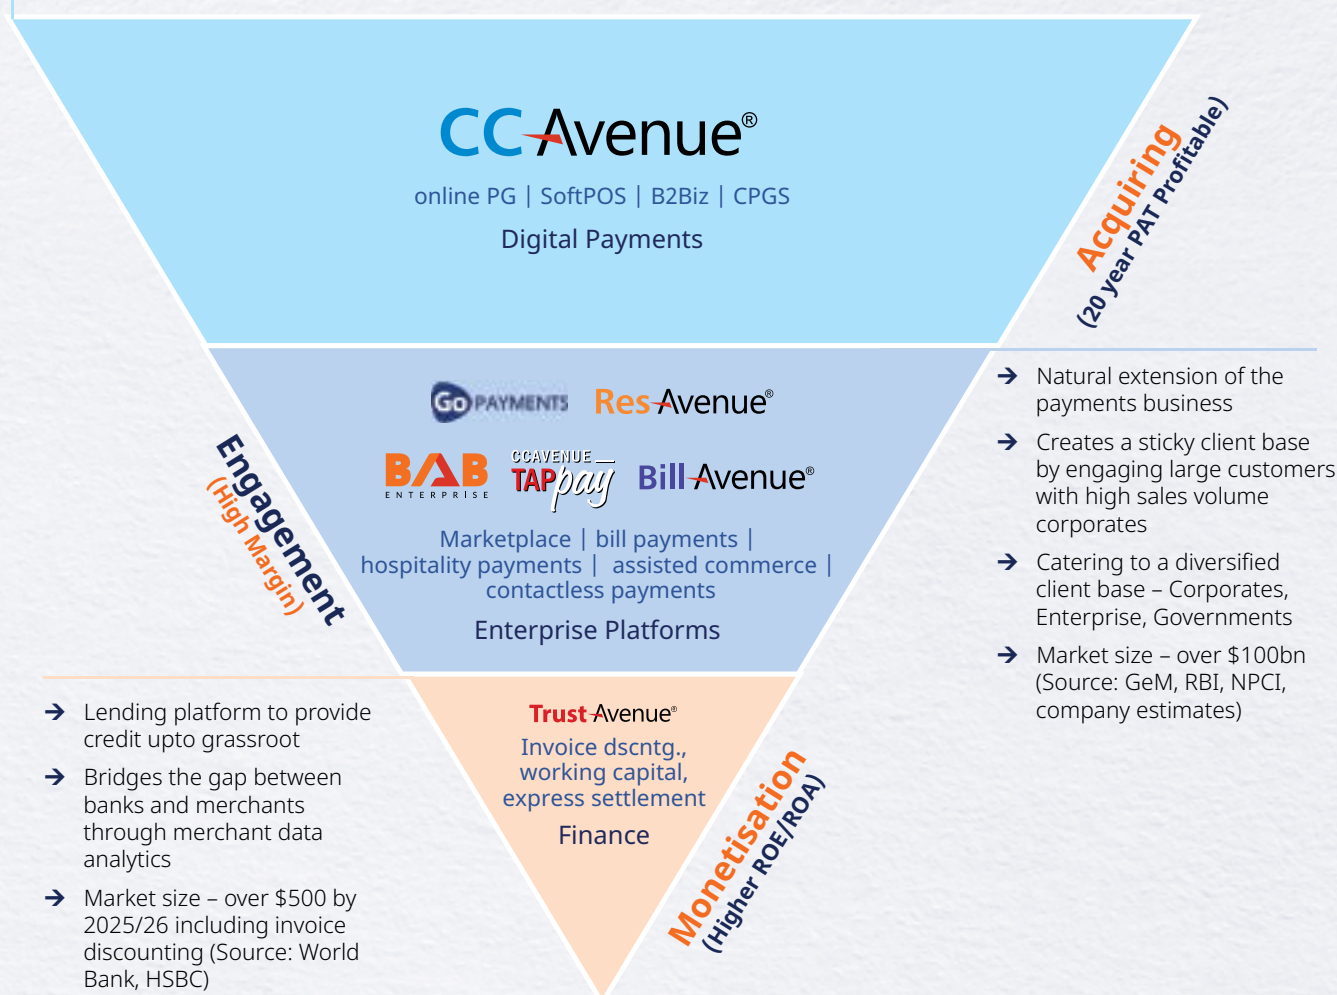 CCAvenue®
online PG | SoftPOS | B2Biz | CPGS
Digital Payments
Acquiring
(20 year PAT Profitable)
GO PAYMENTS
ResAvenue®
BAB
ENTERPRISE
CCAVENUE
TAP pay
BillAvenue®
Marketplace | bill payments |
hospitality payments | assisted commerce |
contactless payments
Enterprise Platforms
Engagement
(High Margin)
→ Natural extension of the
payments business
→ Creates a sticky client base
by engaging large customers
with high sales volume
corporates
→ Catering to a diversified
client base – Corporates,
Enterprise, Governments
→ Market size – over $100bn
(Source: GeM, RBI, NPCI,
company estimates)
TrustAvenue®
Invoice dscntg.,
working capital,
express settlement
Finance
Monetisation
(Higher ROE/ROA)
→ Lending platform to provide
credit upto grassroot
→ Bridges the gap between
banks and merchants
through merchant data
analytics
→ Market size – over $500 by
2025/26 including invoice
discounting (Source: World
Bank, HSBC)